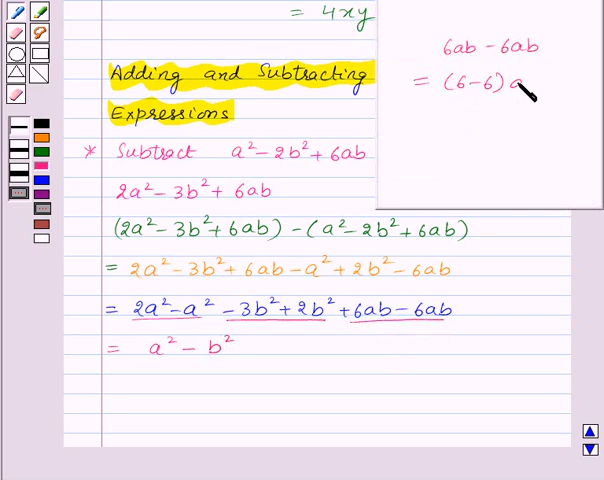 = 4xy
6ab - 6ab
= (6-6)a
Adding and Subtracting
Expressions
* Subtract a² - 2b² + 6ab
2a² - 3b² + 6ab
(2a² - 3b² + 6ab) - (a² - 2b² + 6ab)
= 2a² - 3b² + 6ab - a² + 2b² - 6ab
= 2a² - a² - 3b² + 2b² + 6ab - 6ab
= a² - b²